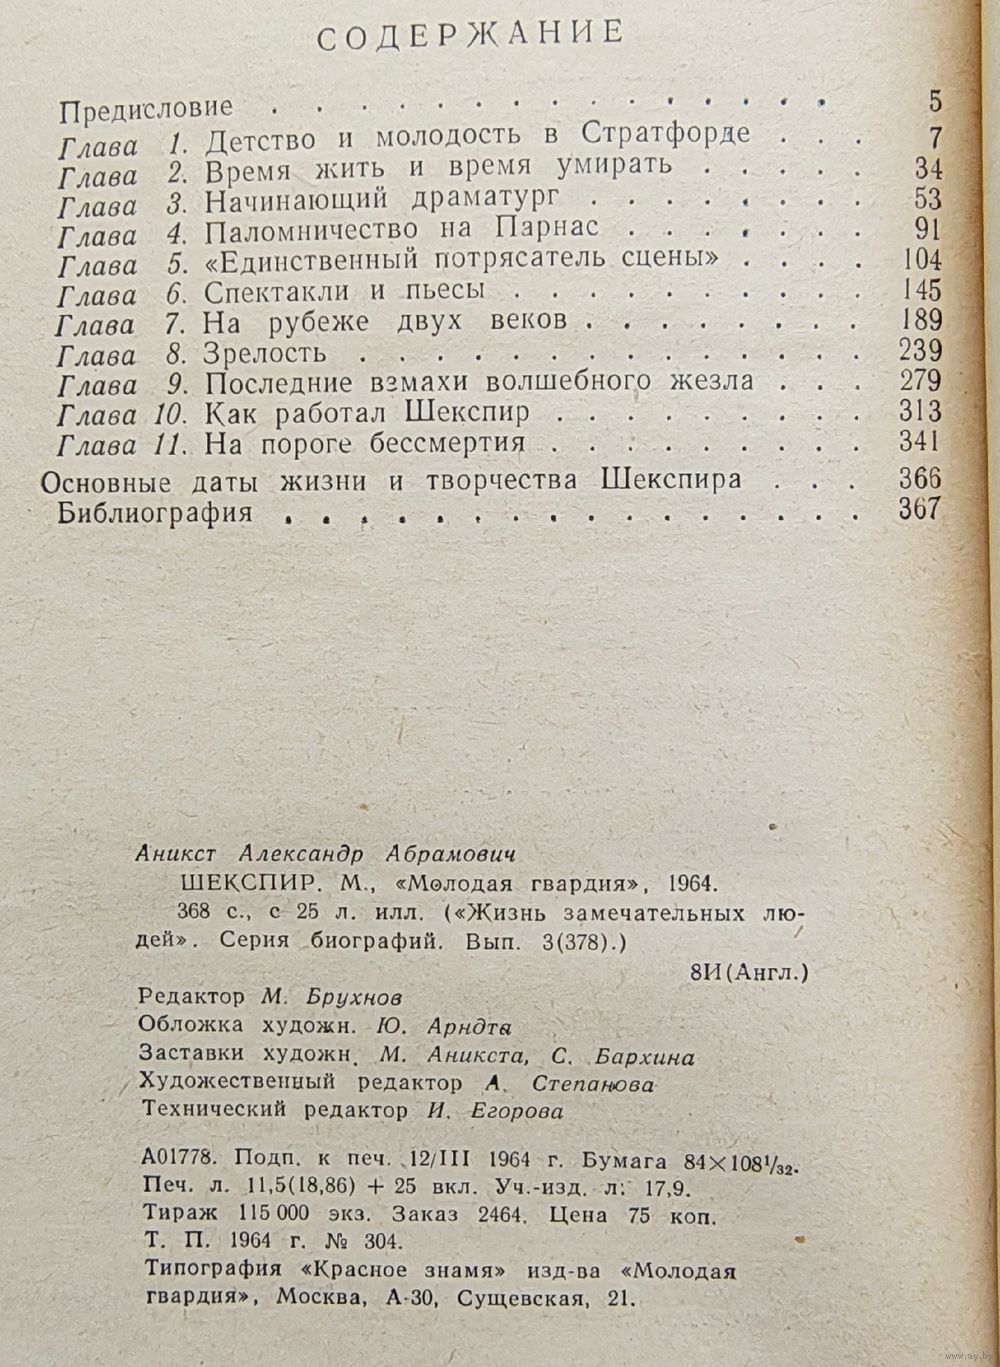 СОДЕРЖАНИЕ
Предисловие . . . . . . . . . . . . . 5
Глава 1. Детство и молодость в Стратфорде . . . 7
Глава 2. Время жить и время умирать . . . . . 34
Глава 3. Начинающий драматург . . . . . . . . 53
Глава 4. Паломничество на Парнас . . . . . . . 91
Глава 5. «Единственный потрясатель сцены» . . . . 104
Глава 6. Спектакли и пьесы . . . . . . . . . . 145
Глава 7. На рубеже двух веков . . . . . . . . 189
Глава 8. Зрелость . . . . . . . . . . . . . . 239
Глава 9. Последние взмахи волшебного жезла . . . 279
Глава 10. Как работал Шекспир . . . . . . . . . 313
Глава 11. На пороге бессмертия . . . . . . . . . 341
Основные даты жизни и творчества Шекспира . . . 366
Библиография . . . . . . . . . . . . . . . . 367
Аникст Александр Абрамович
ШЕКСПИР. М., «Молодая гвардия», 1964.
368 с., с 25 л. илл. («Жизнь замечательных лю-
дей». Серия биографий. Вып. 3(378).)
8И(Англ.)
Редактор М. Брухнов
Обложка художн. Ю. Арндта
Заставки художн. М. Аникста, С. Бархина
Художественный редактор А. Степанова
Технический редактор И. Егорова
А01778. Подп. к печ. 12/III 1964 г. Бумага 84×108 1/32.
Печ. л. 11,5(18,86) + 25 вкл. Уч.-изд. л. 17,9.
Тираж 115 000 экз. Заказ 2464. Цена 75 коп.
Т. П. 1964 г. № 304.
Типография «Красное знамя» изд-ва «Молодая
гвардия», Москва, А-30, Сущевская, 21.
www.ay.by